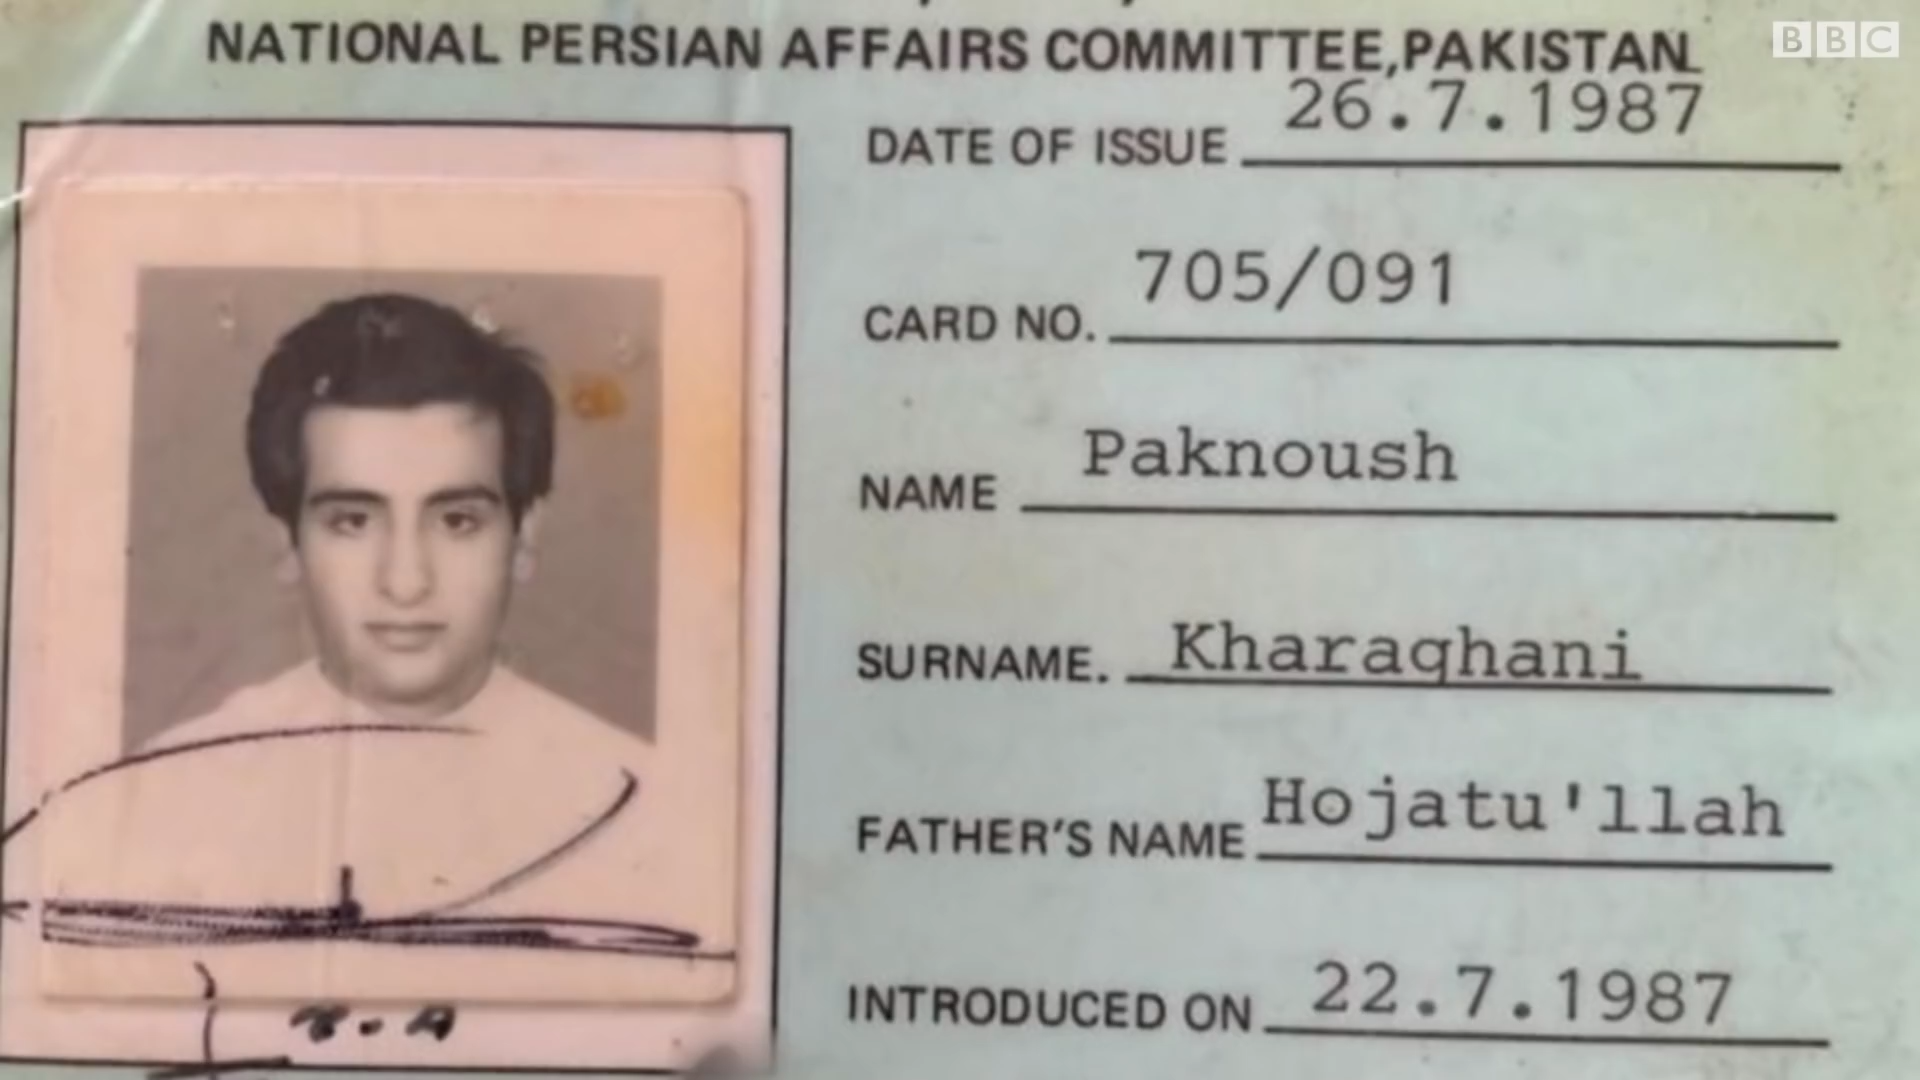 BBC
NATIONAL PERSIAN AFFAIRS COMMITTEE,PAKISTAN
DATE OF ISSUE 26.7.1987
CARD NO. 705/091
NAME Paknoush
SURNAME. Kharaghani
FATHER'S NAME Hojatu'llah
INTRODUCED ON 22.7.1987